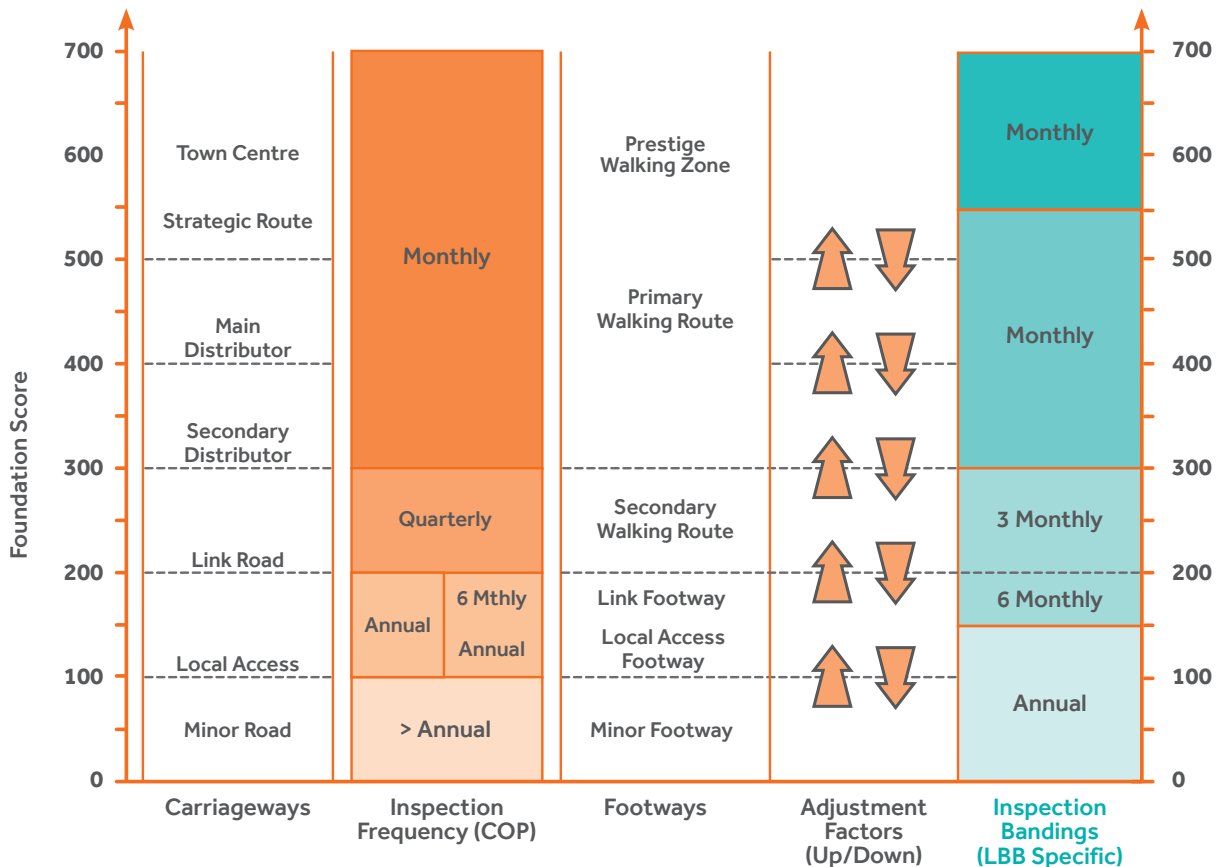 Foundation Score
700
600
500
400
300
200
100
0
Town Centre
Strategic Route
Main
Distributor
Secondary
Distributor
Link Road
Local Access
Minor Road
Carriageways
Monthly
Quarterly
Annual
6 Mthly
Annual
> Annual
Inspection
Frequency (COP)
Prestige
Walking Zone
Primary
Walking Route
Secondary
Walking Route
Link Footway
Local Access
Footway
Minor Footway
Footways
Adjustment
Factors
(Up/Down)
Monthly
Monthly
3 Monthly
6 Monthly
Annual
Inspection
Bandings
(LBB Specific)
700
600
500
400
300
200
100
0